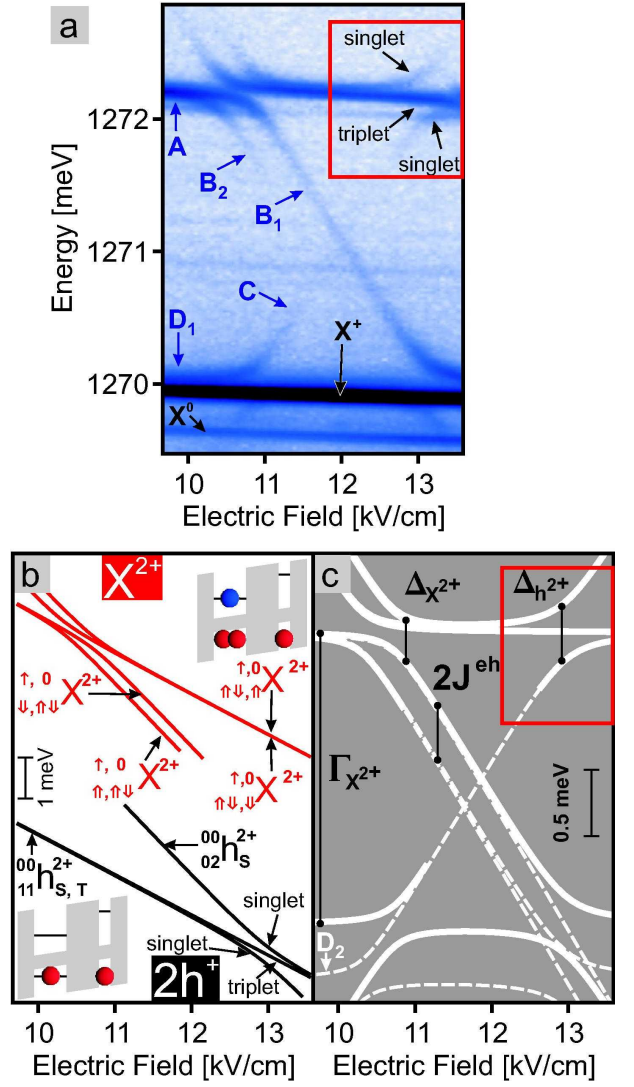 a
singlet
triplet
singlet
A
B₂
B₁
C
D₁
X⁺
X⁰
1272
1271
1270
Energy [meV]
10 11 12 13
Electric Field [kV/cm]
b
X²⁺
↑, 0
⇓,⇑⇓ X²⁺
↑, 0
⇑,⇑⇓ X²⁺
↑,0
⇑⇓,⇑ X²⁺
↑,0
⇑⇓,⇓ X²⁺
1 meV
00
02 hS²⁺
00
11 hS, T²⁺
singlet
singlet
triplet
2h⁺
10 11 12 13
Electric Field [kV/cm]
c
ΔX²⁺
Δh²⁺
2Jᵉʰ
ΓX²⁺
0.5 meV
D₂
10 11 12 13
Electric Field [kV/cm]